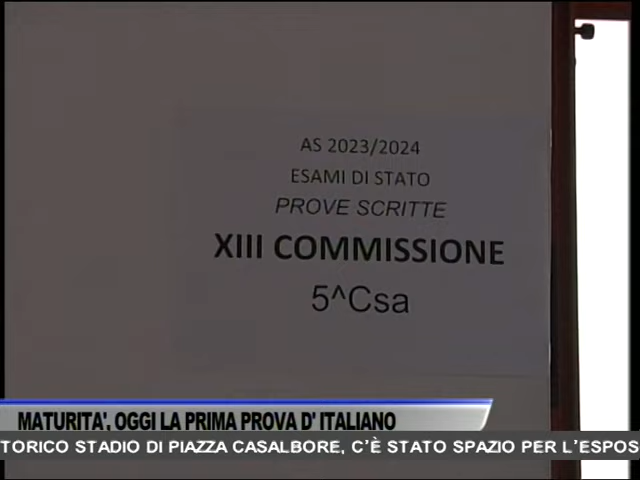 AS 2023/2024
ESAMI DI STATO
PROVE SCRITTE
XIII COMMISSIONE
5^Csa
MATURITA', OGGI LA PRIMA PROVA D' ITALIANO
TORICO STADIO DI PIAZZA CASALBORE, C'È STATO SPAZIO PER L'ESPOS